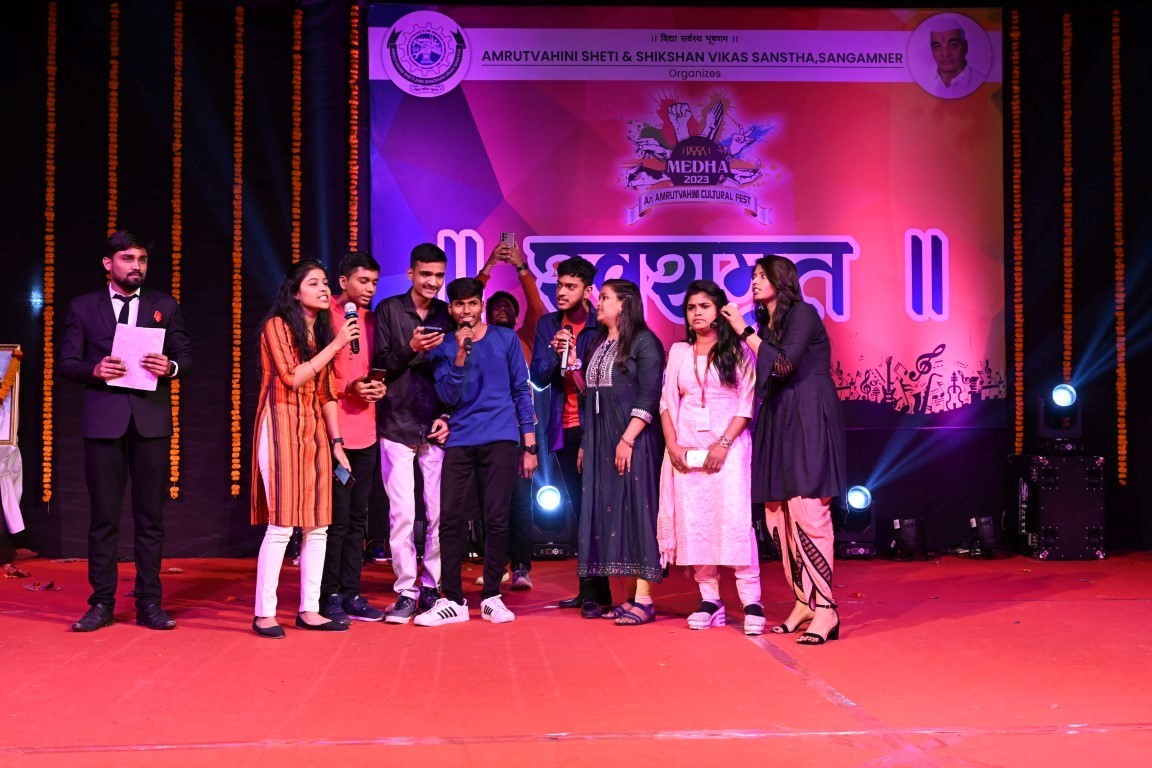 || विद्या सर्वस्य भूषणम ||
AMRUTVAHINI SHETI & SHIKSHAN VIKAS SANSTHA,SANGAMNER
Organizes
MEDHA
2023
An AMRUTVAHINI CULTURAL FEST